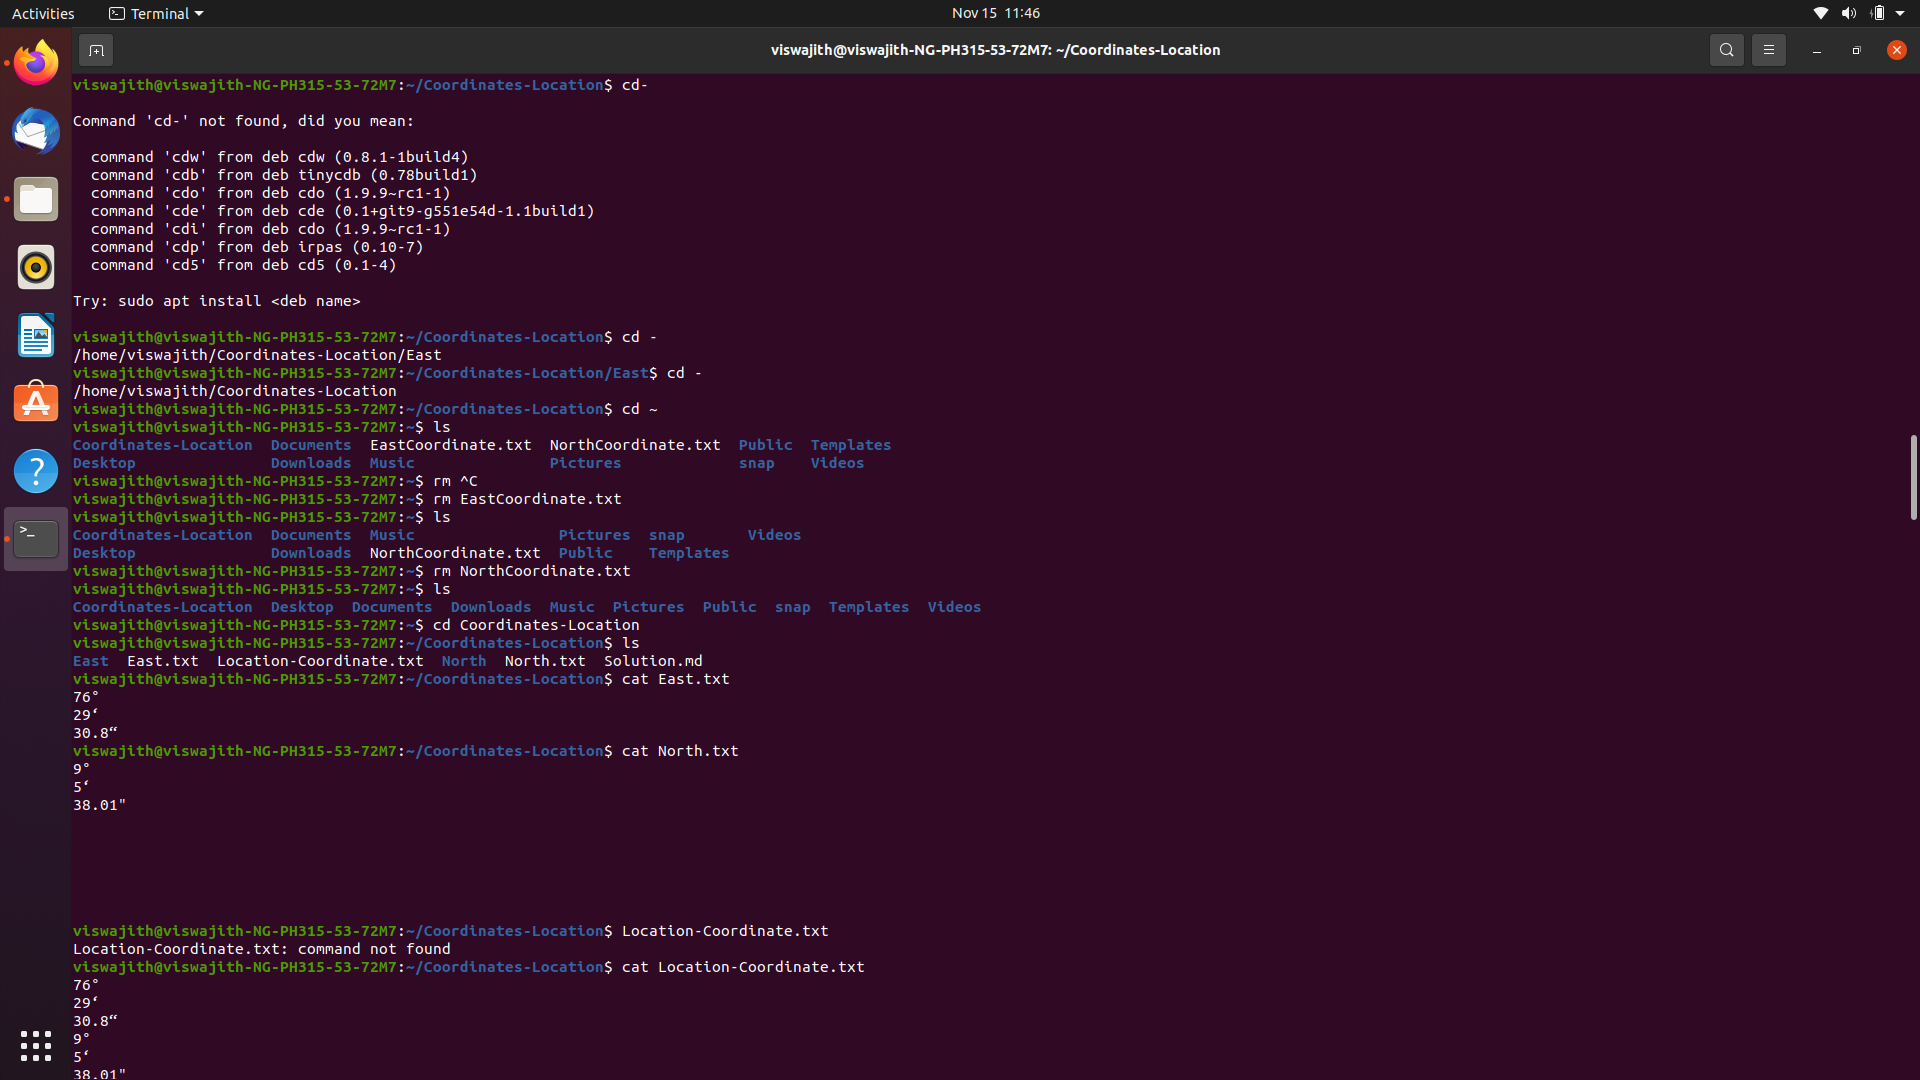 Activities Terminal Nov 15 11:46
viswajith@viswajith-NG-PH315-53-72M7: ~/Coordinates-Location
viswajith@viswajith-NG-PH315-53-72M7:~/Coordinates-Location$ cd-
Command 'cd-' not found, did you mean:
command 'cdw' from deb cdw (0.8.1-1build4)
command 'cdb' from deb tinycdb (0.78build1)
command 'cdo' from deb cdo (1.9.9~rc1-1)
command 'cde' from deb cde (0.1+git9-g551e54d-1.1build1)
command 'cdi' from deb cdo (1.9.9~rc1-1)
command 'cdp' from deb irpas (0.10-7)
command 'cd5' from deb cd5 (0.1-4)
Try: sudo apt install <deb name>
viswajith@viswajith-NG-PH315-53-72M7:~/Coordinates-Location$ cd -
/home/viswajith/Coordinates-Location/East
viswajith@viswajith-NG-PH315-53-72M7:~/Coordinates-Location/East$ cd -
/home/viswajith/Coordinates-Location
viswajith@viswajith-NG-PH315-53-72M7:~/Coordinates-Location$ cd ~
viswajith@viswajith-NG-PH315-53-72M7:~$ ls
Coordinates-Location Documents EastCoordinate.txt NorthCoordinate.txt Public Templates
Desktop Downloads Music Pictures snap Videos
viswajith@viswajith-NG-PH315-53-72M7:~$ rm ^C
viswajith@viswajith-NG-PH315-53-72M7:~$ rm EastCoordinate.txt
viswajith@viswajith-NG-PH315-53-72M7:~$ ls
Coordinates-Location Documents Music Pictures snap Videos
Desktop Downloads NorthCoordinate.txt Public Templates
viswajith@viswajith-NG-PH315-53-72M7:~$ rm NorthCoordinate.txt
viswajith@viswajith-NG-PH315-53-72M7:~$ ls
Coordinates-Location Desktop Documents Downloads Music Pictures Public snap Templates Videos
viswajith@viswajith-NG-PH315-53-72M7:~$ cd Coordinates-Location
viswajith@viswajith-NG-PH315-53-72M7:~/Coordinates-Location$ ls
East East.txt Location-Coordinate.txt North North.txt Solution.md
viswajith@viswajith-NG-PH315-53-72M7:~/Coordinates-Location$ cat East.txt
76°
29‘
30.8“
viswajith@viswajith-NG-PH315-53-72M7:~/Coordinates-Location$ cat North.txt
9°
5‘
38.01"
viswajith@viswajith-NG-PH315-53-72M7:~/Coordinates-Location$ Location-Coordinate.txt
Location-Coordinate.txt: command not found
viswajith@viswajith-NG-PH315-53-72M7:~/Coordinates-Location$ cat Location-Coordinate.txt
76°
29‘
30.8“
9°
5‘
38.01"